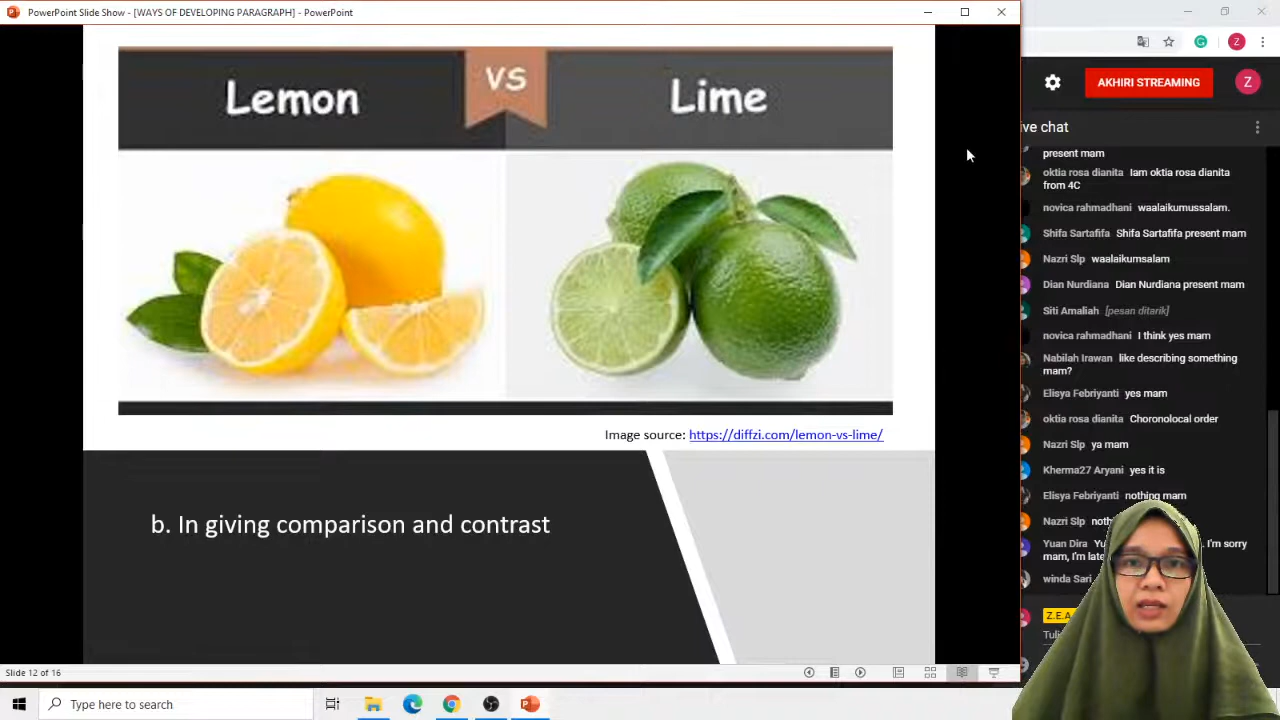 PowerPoint Slide Show - [WAYS OF DEVELOPING PARAGRAPH] - PowerPoint
Lemon
VS
Lime
Image source: https://diffzi.com/lemon-vs-lime/
b. In giving comparison and contrast
Slide 12 of 16
Type here to search
Z
AKHIRI STREAMING
Z
ve chat
present mam
oktia rosa dianita Iam oktia rosa dianita
from 4C
novica rahmadhani waalaikumussalam.
Shifa Sartafifa Shifa Sartafifa present mam
Nazri Slp waalaikumsalam
Dian Nurdiana Dian Nurdiana present mam
Siti Amaliah [pesan ditarik]
novica rahmadhani I think yes mam
Nabilah Irawan like describing something
mam?
Elisya Febriyanti yes mam
oktia rosa dianita Choronolocal order
Nazri Slp ya mam
Kherma27 Aryani yes it is
Elisya Febriyanti nothing mam
Nazri Slp
Yuan Dira I'm sorry
mam, I'm late
winda Sari
Z.E.A